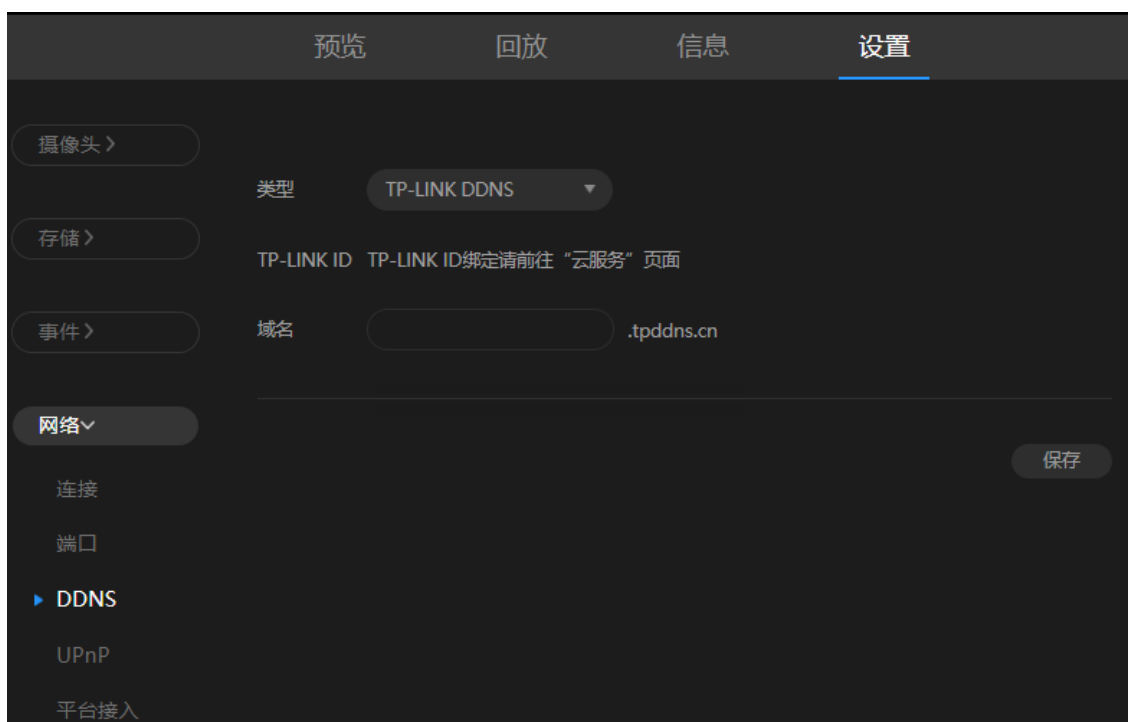 预览 回放 信息 设置
摄像头
类型 TP-LINK DDNS
存储
TP-LINK ID TP-LINK ID绑定请前往“云服务”页面
事件
域名 .tpddns.cn
网络
保存
连接
端口
DDNS
UPnP
平台接入